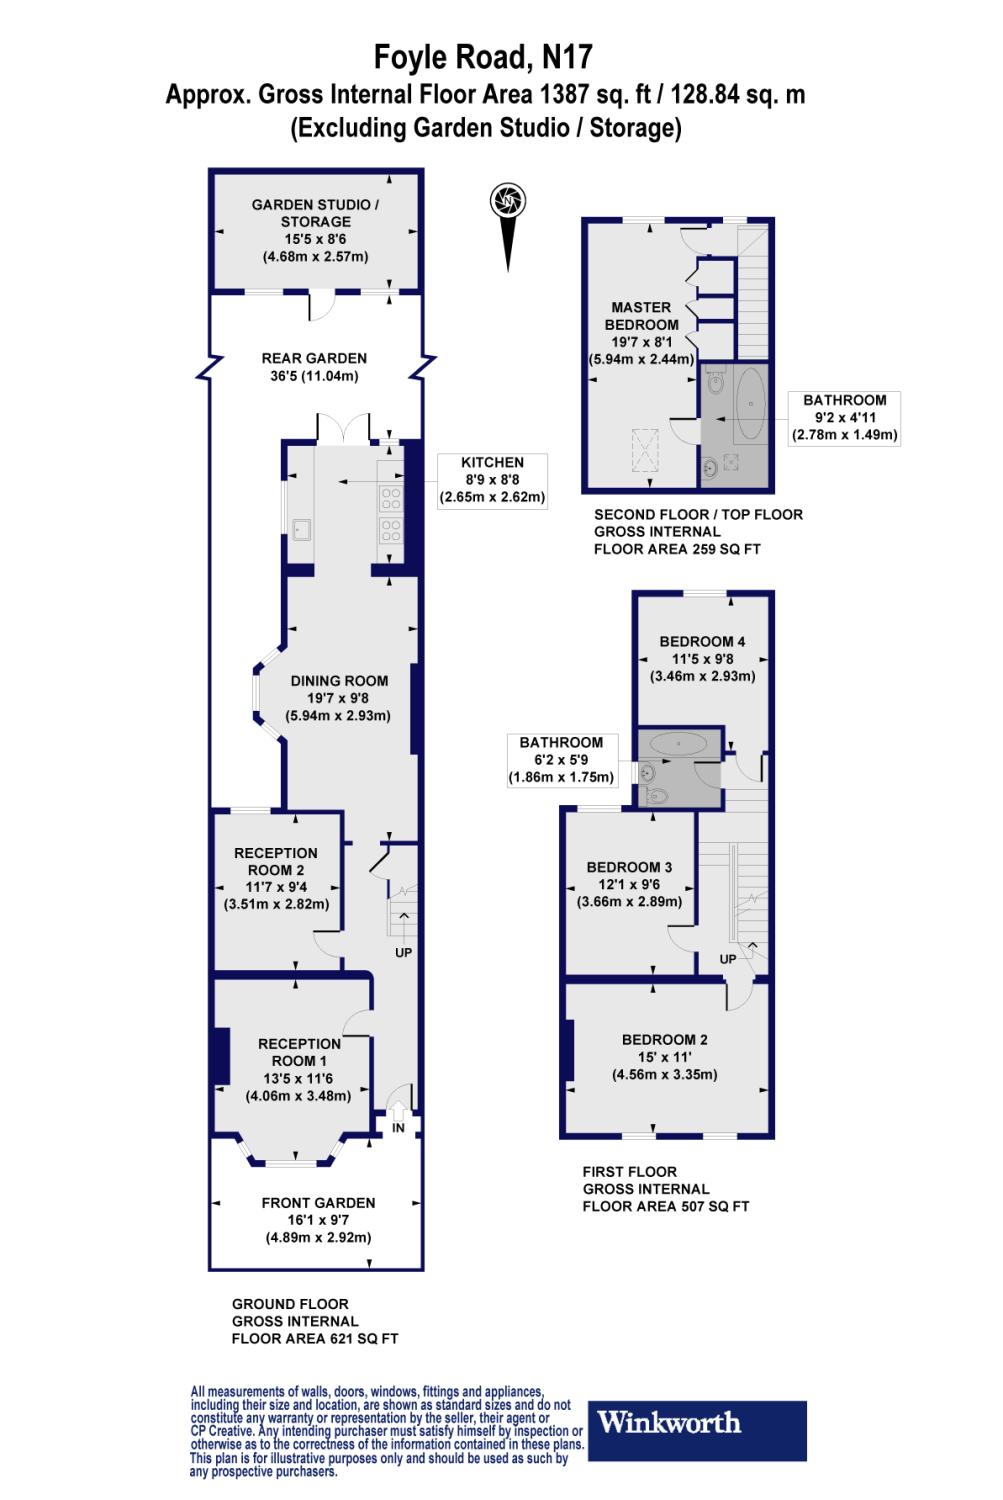 Foyle Road, N17
Approx. Gross Internal Floor Area 1387 sq. ft / 128.84 sq. m
(Excluding Garden Studio / Storage)
GARDEN STUDIO /
STORAGE
15'5 x 8'6
(4.68m x 2.57m)
N
REAR GARDEN
36'5 (11.04m)
KITCHEN
8'9 x 8'8
(2.65m x 2.62m)
DINING ROOM
19'7 x 9'8
(5.94m x 2.93m)
RECEPTION
ROOM 2
11'7 x 9'4
(3.51m x 2.82m)
UP
RECEPTION
ROOM 1
13'5 x 11'6
(4.06m x 3.48m)
IN
FRONT GARDEN
16'1 x 9'7
(4.89m x 2.92m)
GROUND FLOOR
GROSS INTERNAL
FLOOR AREA 621 SQ FT
MASTER
BEDROOM
19'7 x 8'1
(5.94m x 2.44m)
BATHROOM
9'2 x 4'11
(2.78m x 1.49m)
SECOND FLOOR / TOP FLOOR
GROSS INTERNAL
FLOOR AREA 259 SQ FT
BEDROOM 4
11'5 x 9'8
(3.46m x 2.93m)
BATHROOM
6'2 x 5'9
(1.86m x 1.75m)
BEDROOM 3
12'1 x 9'6
(3.66m x 2.89m)
UP
BEDROOM 2
15' x 11'
(4.56m x 3.35m)
FIRST FLOOR
GROSS INTERNAL
FLOOR AREA 507 SQ FT
All measurements of walls, doors, windows, fittings and appliances,
including their size and location, are shown as standard sizes and do not
constitute any warranty or representation by the seller, their agent or
CP Creative. Any intending purchaser must satisfy himself by inspection or
otherwise as to the correctness of the information contained in these plans.
This plan is for illustrative purposes only and should be used as such by
any prospective purchasers.
Winkworth